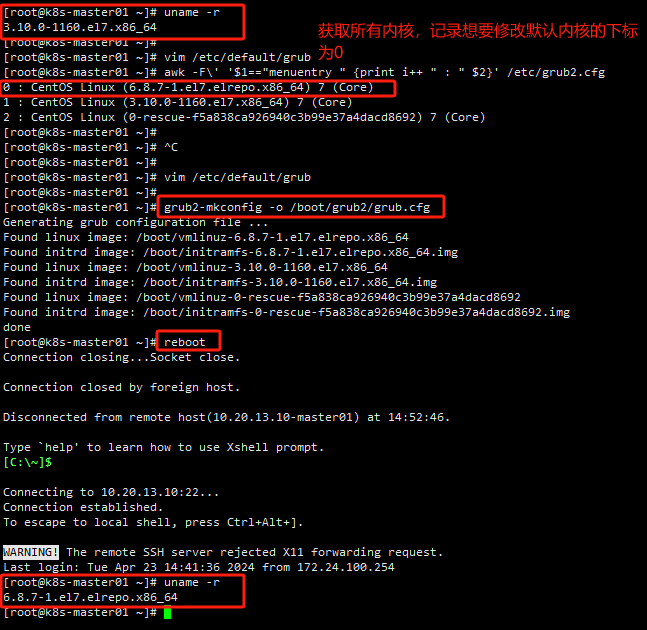 [root@k8s-master01 ~]# uname -r
3.10.0-1160.el7.x86_64
获取所有内核，记录想要修改默认内核的下标
为0
[root@k8s-master01 ~]#
[root@k8s-master01 ~]# vim /etc/default/grub
[root@k8s-master01 ~]# awk -F\' '$1=="menuentry " {print i++ " : " $2}' /etc/grub2.cfg
0 : CentOS Linux (6.8.7-1.el7.elrepo.x86_64) 7 (Core)
1 : CentOS Linux (3.10.0-1160.el7.x86_64) 7 (Core)
2 : CentOS Linux (0-rescue-f5a838ca926940c3b99e37a4dacd8692) 7 (Core)
[root@k8s-master01 ~]#
[root@k8s-master01 ~]# ^C
[root@k8s-master01 ~]#
[root@k8s-master01 ~]# vim /etc/default/grub
[root@k8s-master01 ~]#
[root@k8s-master01 ~]# grub2-mkconfig -o /boot/grub2/grub.cfg
Generating grub configuration file ...
Found linux image: /boot/vmlinuz-6.8.7-1.el7.elrepo.x86_64
Found initrd image: /boot/initramfs-6.8.7-1.el7.elrepo.x86_64.img
Found linux image: /boot/vmlinuz-3.10.0-1160.el7.x86_64
Found initrd image: /boot/initramfs-3.10.0-1160.el7.x86_64.img
Found linux image: /boot/vmlinuz-0-rescue-f5a838ca926940c3b99e37a4dacd8692
Found initrd image: /boot/initramfs-0-rescue-f5a838ca926940c3b99e37a4dacd8692.img
done
[root@k8s-master01 ~]# reboot
Connection closing...Socket close.
Connection closed by foreign host.
Disconnected from remote host(10.20.13.10-master01) at 14:52:46.
Type `help' to learn how to use Xshell prompt.
[C:\~]$
Connecting to 10.20.13.10:22...
Connection established.
To escape to local shell, press Ctrl+Alt+].
WARNING! The remote SSH server rejected X11 forwarding request.
Last login: Tue Apr 23 14:41:36 2024 from 172.24.100.254
[root@k8s-master01 ~]# uname -r
6.8.7-1.el7.elrepo.x86_64
[root@k8s-master01 ~]#